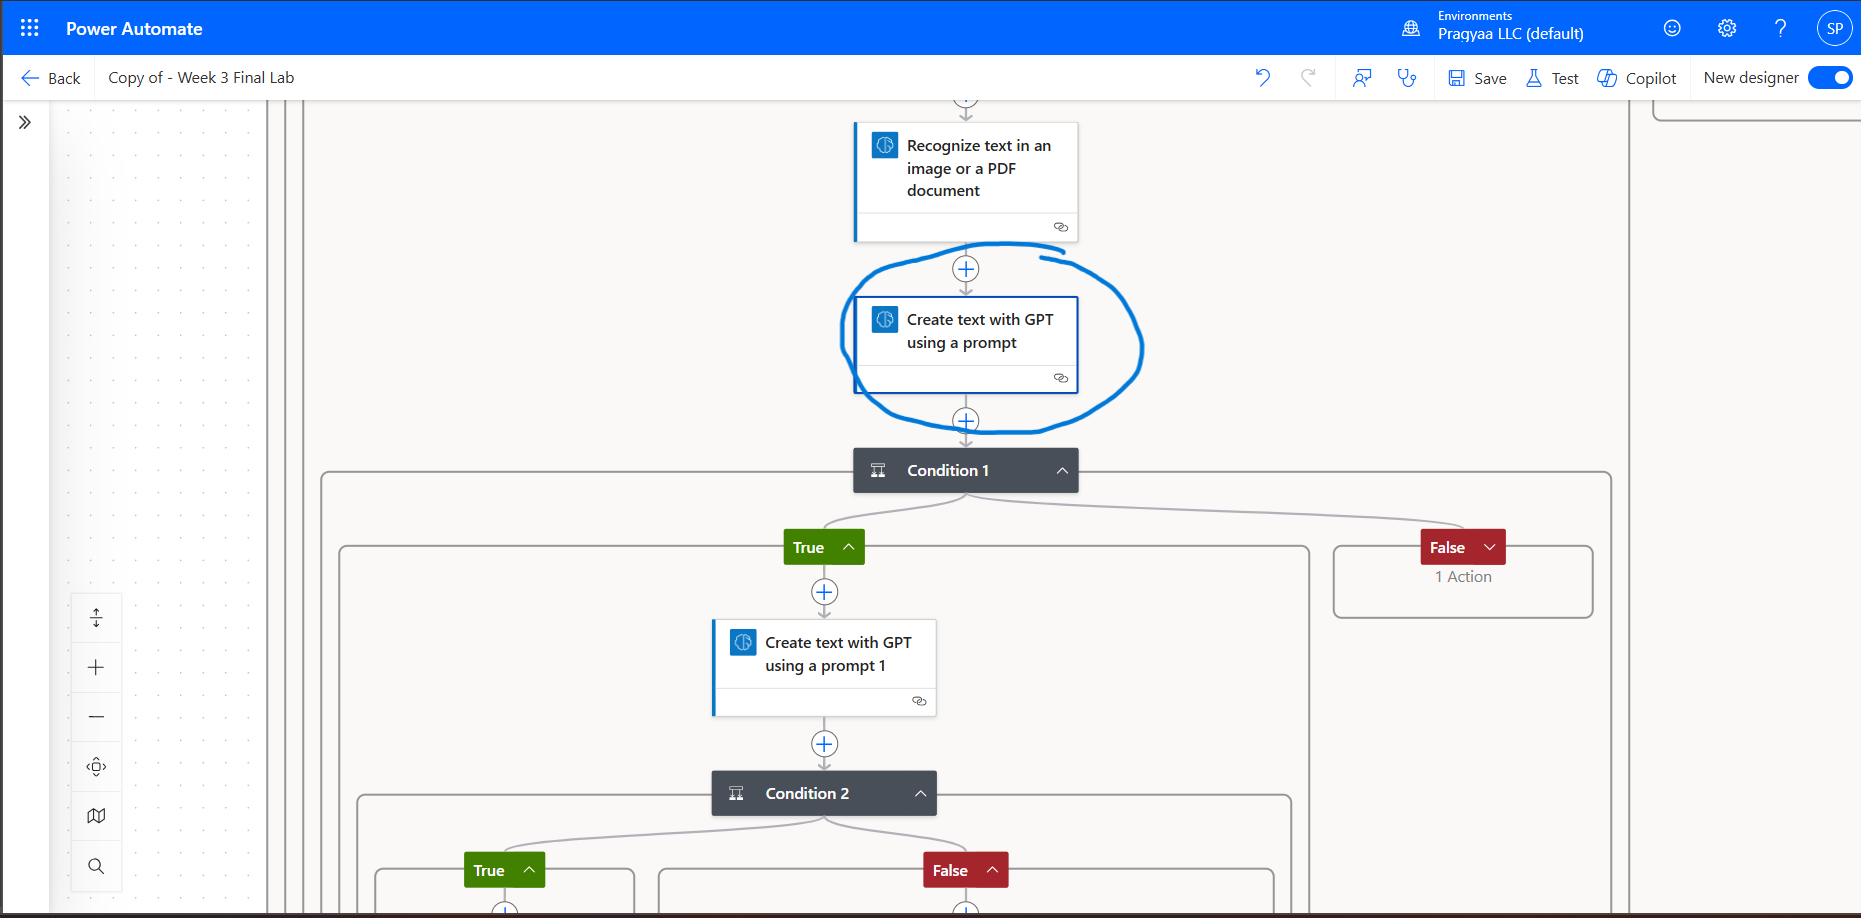 Power Automate
Environments
Pragyaa LLC (default)
?
SP
Back
Copy of - Week 3 Final Lab
Save
Test
Copilot
New designer
Recognize text in an
image or a PDF
document
Create text with GPT
using a prompt
Condition 1
True
False
1 Action
Create text with GPT
using a prompt 1
Condition 2
True
False